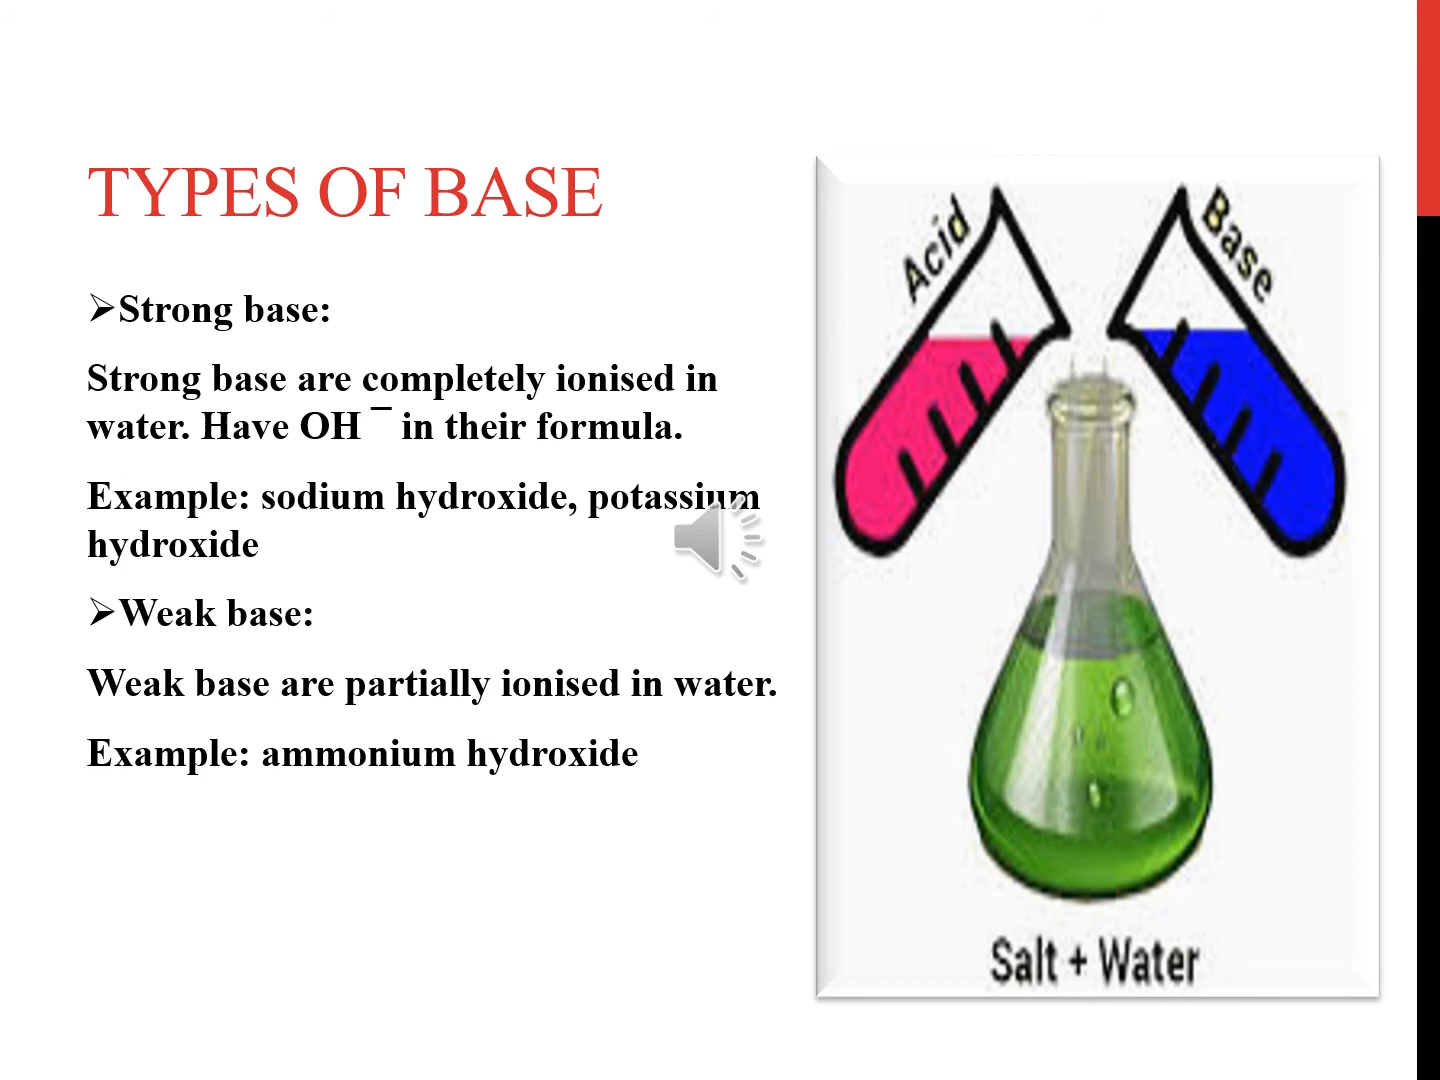 TYPES OF BASE
➢Strong base:
Strong base are completely ionised in
water. Have OH ¯ in their formula.
Example: sodium hydroxide, potassium
hydroxide
➢Weak base:
Weak base are partially ionised in water.
Example: ammonium hydroxide
Acid
Base
Salt + Water